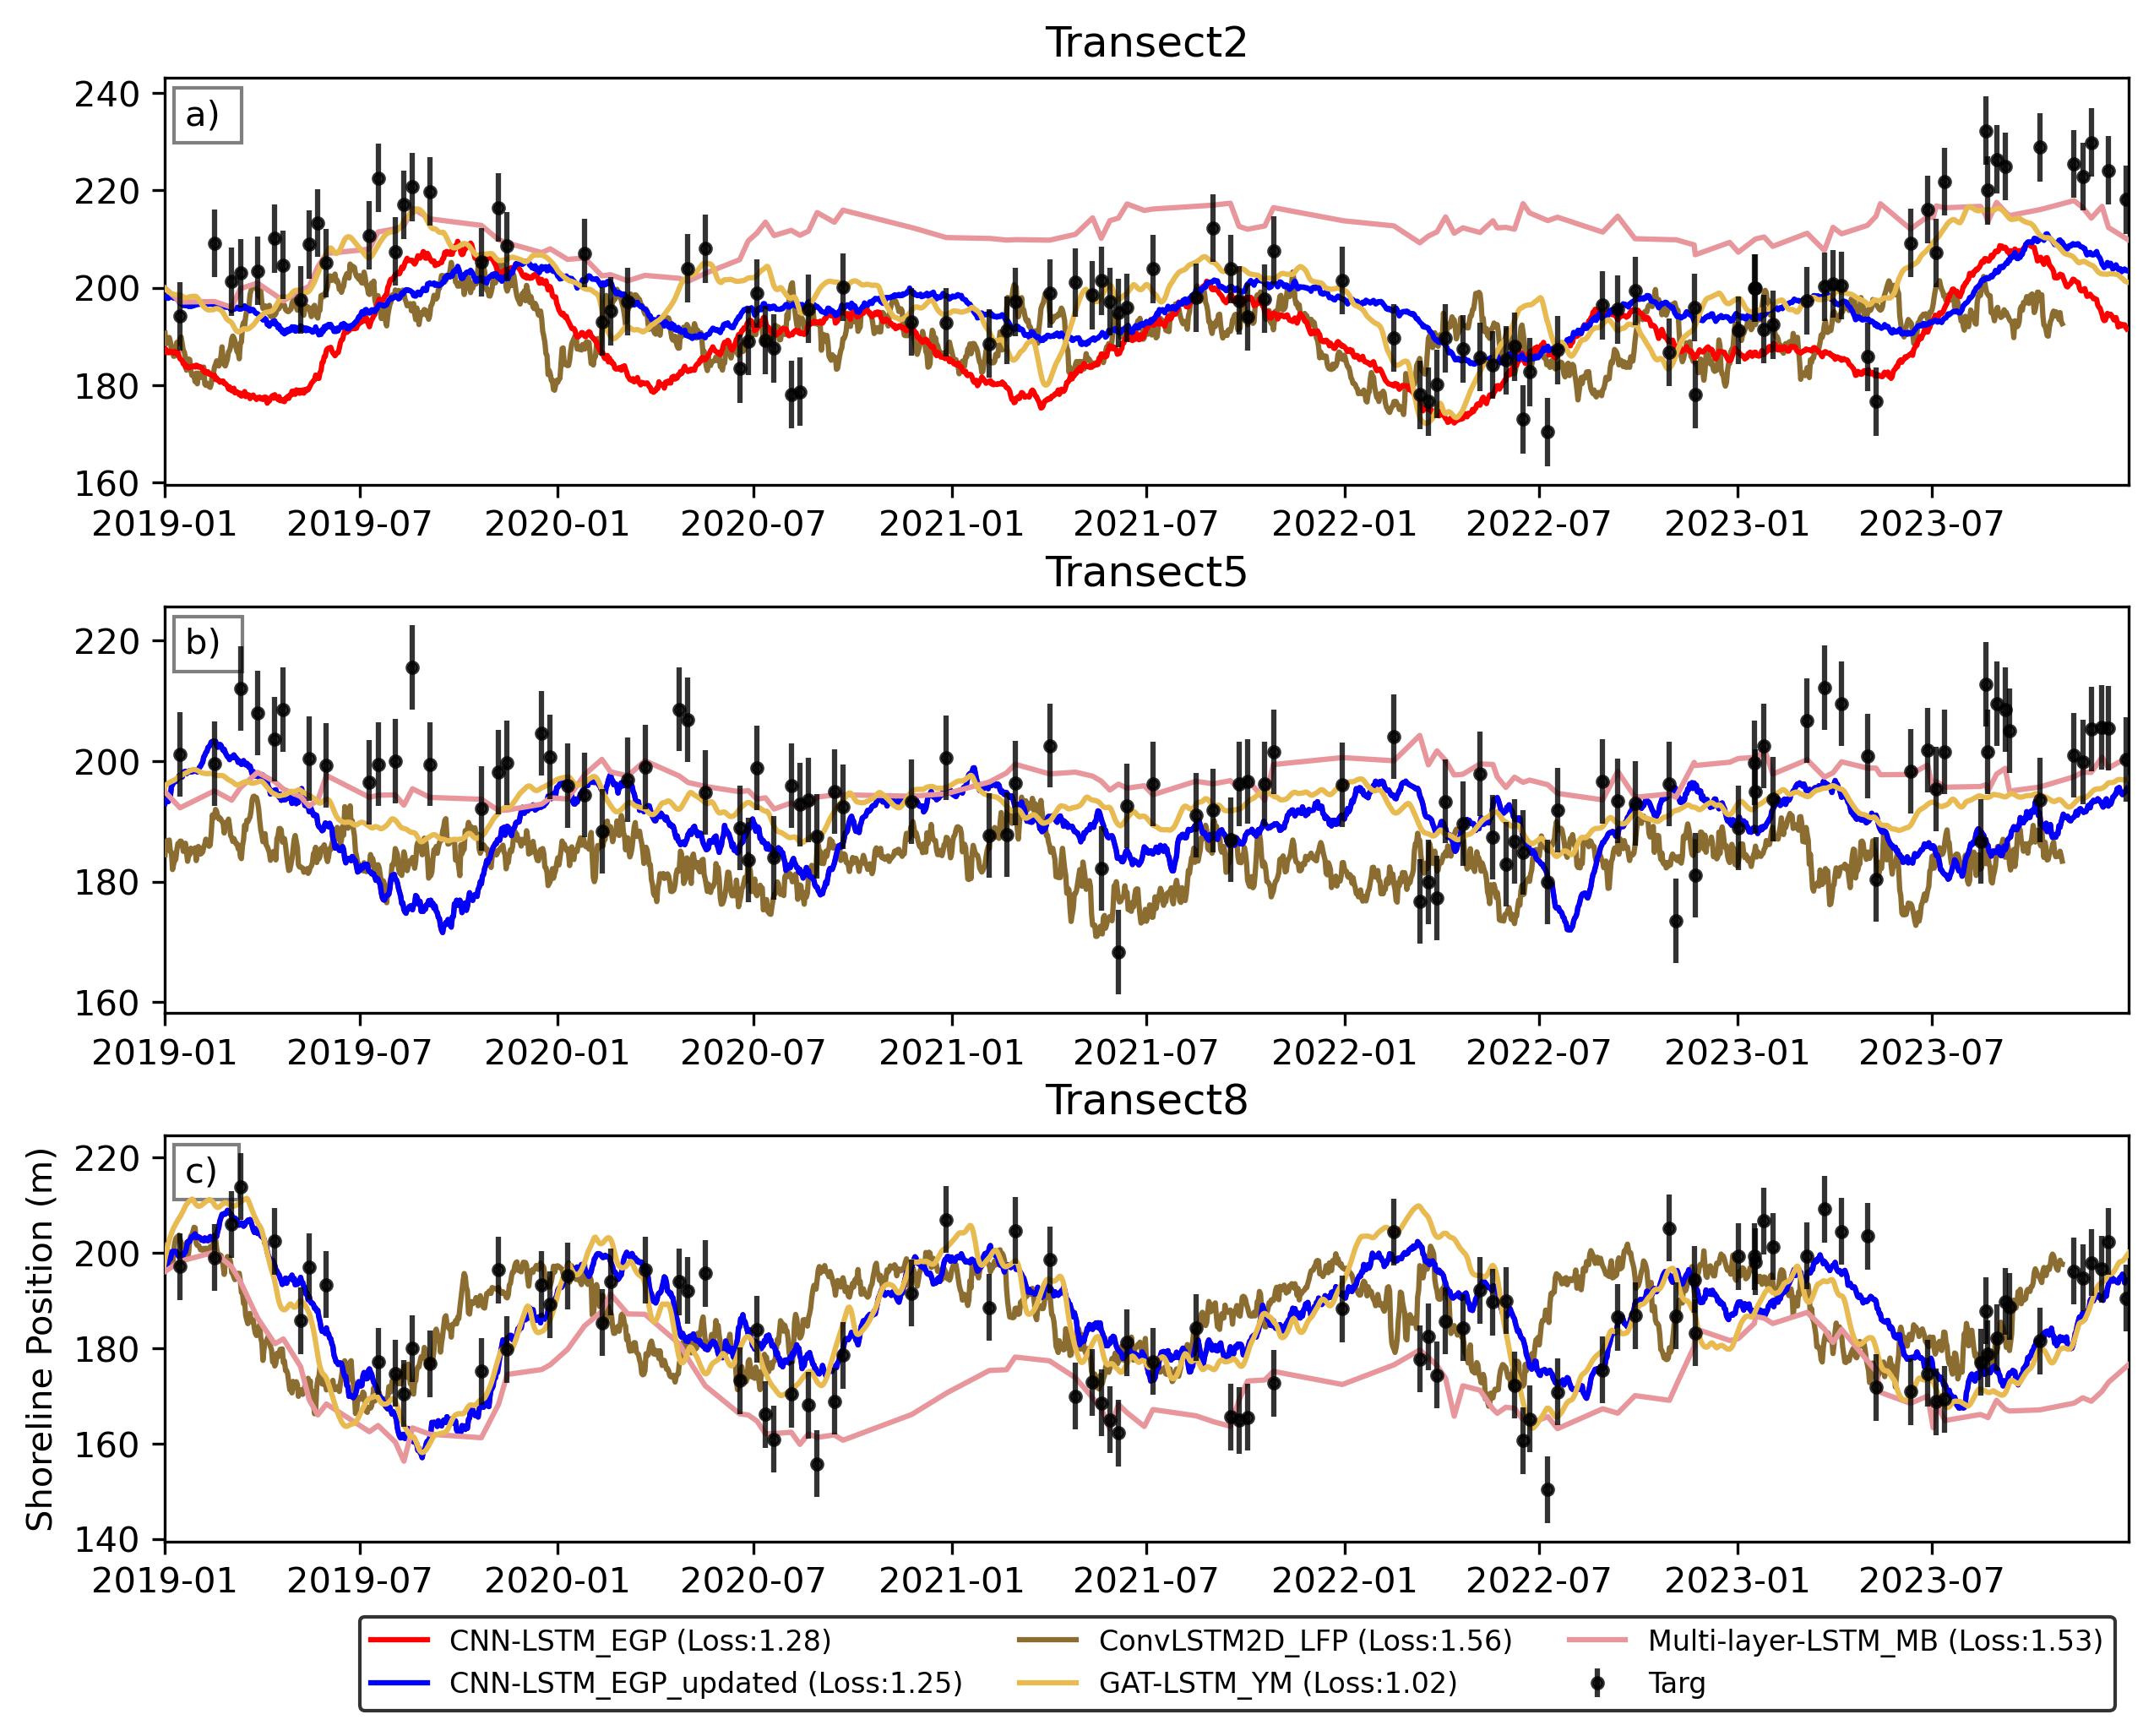 Transect2
a)
240
220
200
180
160
2019-01 2019-07 2020-01 2020-07 2021-01 2021-07 2022-01 2022-07 2023-01 2023-07
Transect5
b)
220
200
180
160
2019-01 2019-07 2020-01 2020-07 2021-01 2021-07 2022-01 2022-07 2023-01 2023-07
Transect8
c)
Shoreline Position (m)
220
200
180
160
140
2019-01 2019-07 2020-01 2020-07 2021-01 2021-07 2022-01 2022-07 2023-01 2023-07
CNN-LSTM_EGP (Loss:1.28)
CNN-LSTM_EGP_updated (Loss:1.25)
ConvLSTM2D_LFP (Loss:1.56)
GAT-LSTM_YM (Loss:1.02)
Multi-layer-LSTM_MB (Loss:1.53)
Targ